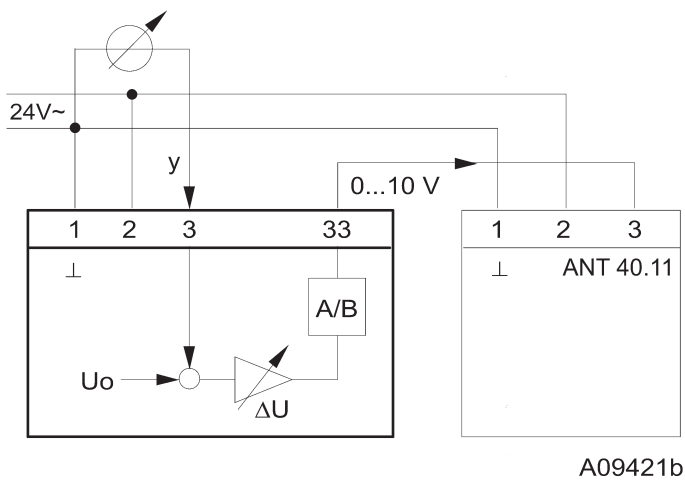 24V~
y
0...10 V
1 2 3 33
1 2 3
⊥
⊥ ANT 40.11
A/B
Uo
ΔU
A09421b